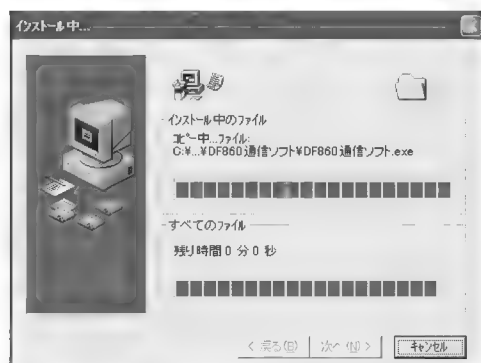 インストール中...
インストール中のファイル
コピー中...ファイル:
C:¥...¥DF860通信ソフト¥DF860通信ソフト.exe
すべてのファイル
残り時間 0 分 0 秒
< 戻る(B)
次へ(N) >
キャンセル